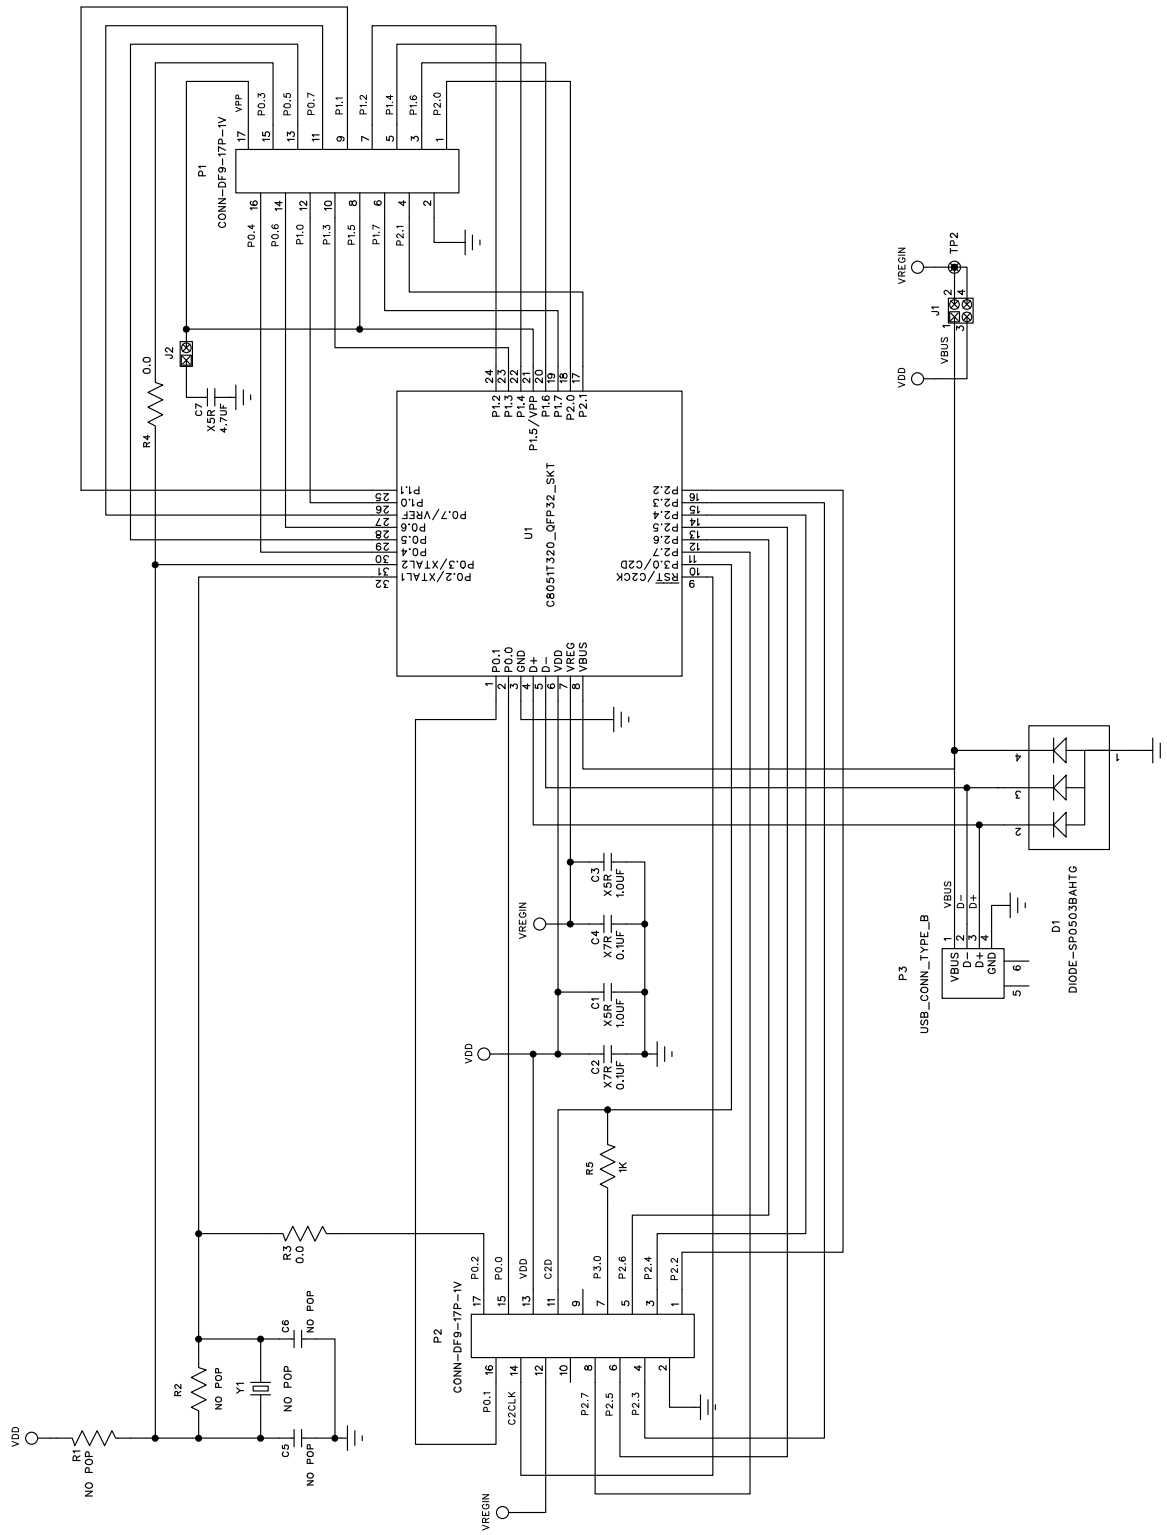 VDD
R1
NO POP
R2
NO POP
Y1
NO POP
C5
NO POP
C6
NO POP
R3
0.0
R4
0.0
J2
C7
X5R
4.7UF
P1
CONN-DF9-17P-1V
VPP
P0.3
P0.5
P0.7
P1.1
P1.2
P1.4
P1.6
P2.0
17
15
13
11
9
7
5
3
1
16
14
12
10
8
6
4
2
P0.4
P0.6
P1.0
P1.3
P1.5
P1.7
P2.1
24
23
22
21
20
19
18
17
P1.2
P1.3
P1.4
P1.5/VPP
P1.6
P1.7
P2.0
P2.1
P1.1
P1.0
P0.7/VREF
P0.6
P0.5
P0.4
P0.3/XTAL2
P0.2/XTAL1
25
26
27
28
29
30
31
32
U1
C8051T320_QFP32_SKT
P2.2
P2.3
P2.4
P2.5
P2.6
P2.7
P3.0/C2D
RST/C2CK
16
15
14
13
12
11
10
9
P0.1
P0.0
GND
D+
D-
VDD
VREG
VBUS
1
2
3
4
5
6
7
8
VREGIN
C3
X5R
1.0UF
C4
X7R
0.1UF
C1
X5R
1.0UF
C2
X7R
0.1UF
VDD
R5
1K
P2
CONN-DF9-17P-1V
P0.2
P0.0
VDD
C2D
P3.0
P2.6
P2.4
P2.2
17
15
13
11
9
7
5
3
1
16
14
12
10
8
6
4
2
P0.1
C2CLK
P2.7
P2.5
P2.3
VREGIN
VREGIN
TP2
J1
1
2
3
4
VBUS
VDD
P3
USB_CONN_TYPE_B
VBUS
D-
D+
1
2
3
4
VBUS
D-
D+
GND
5
6
D1
DIODE-SP0503BAHTG
4
3
2
1